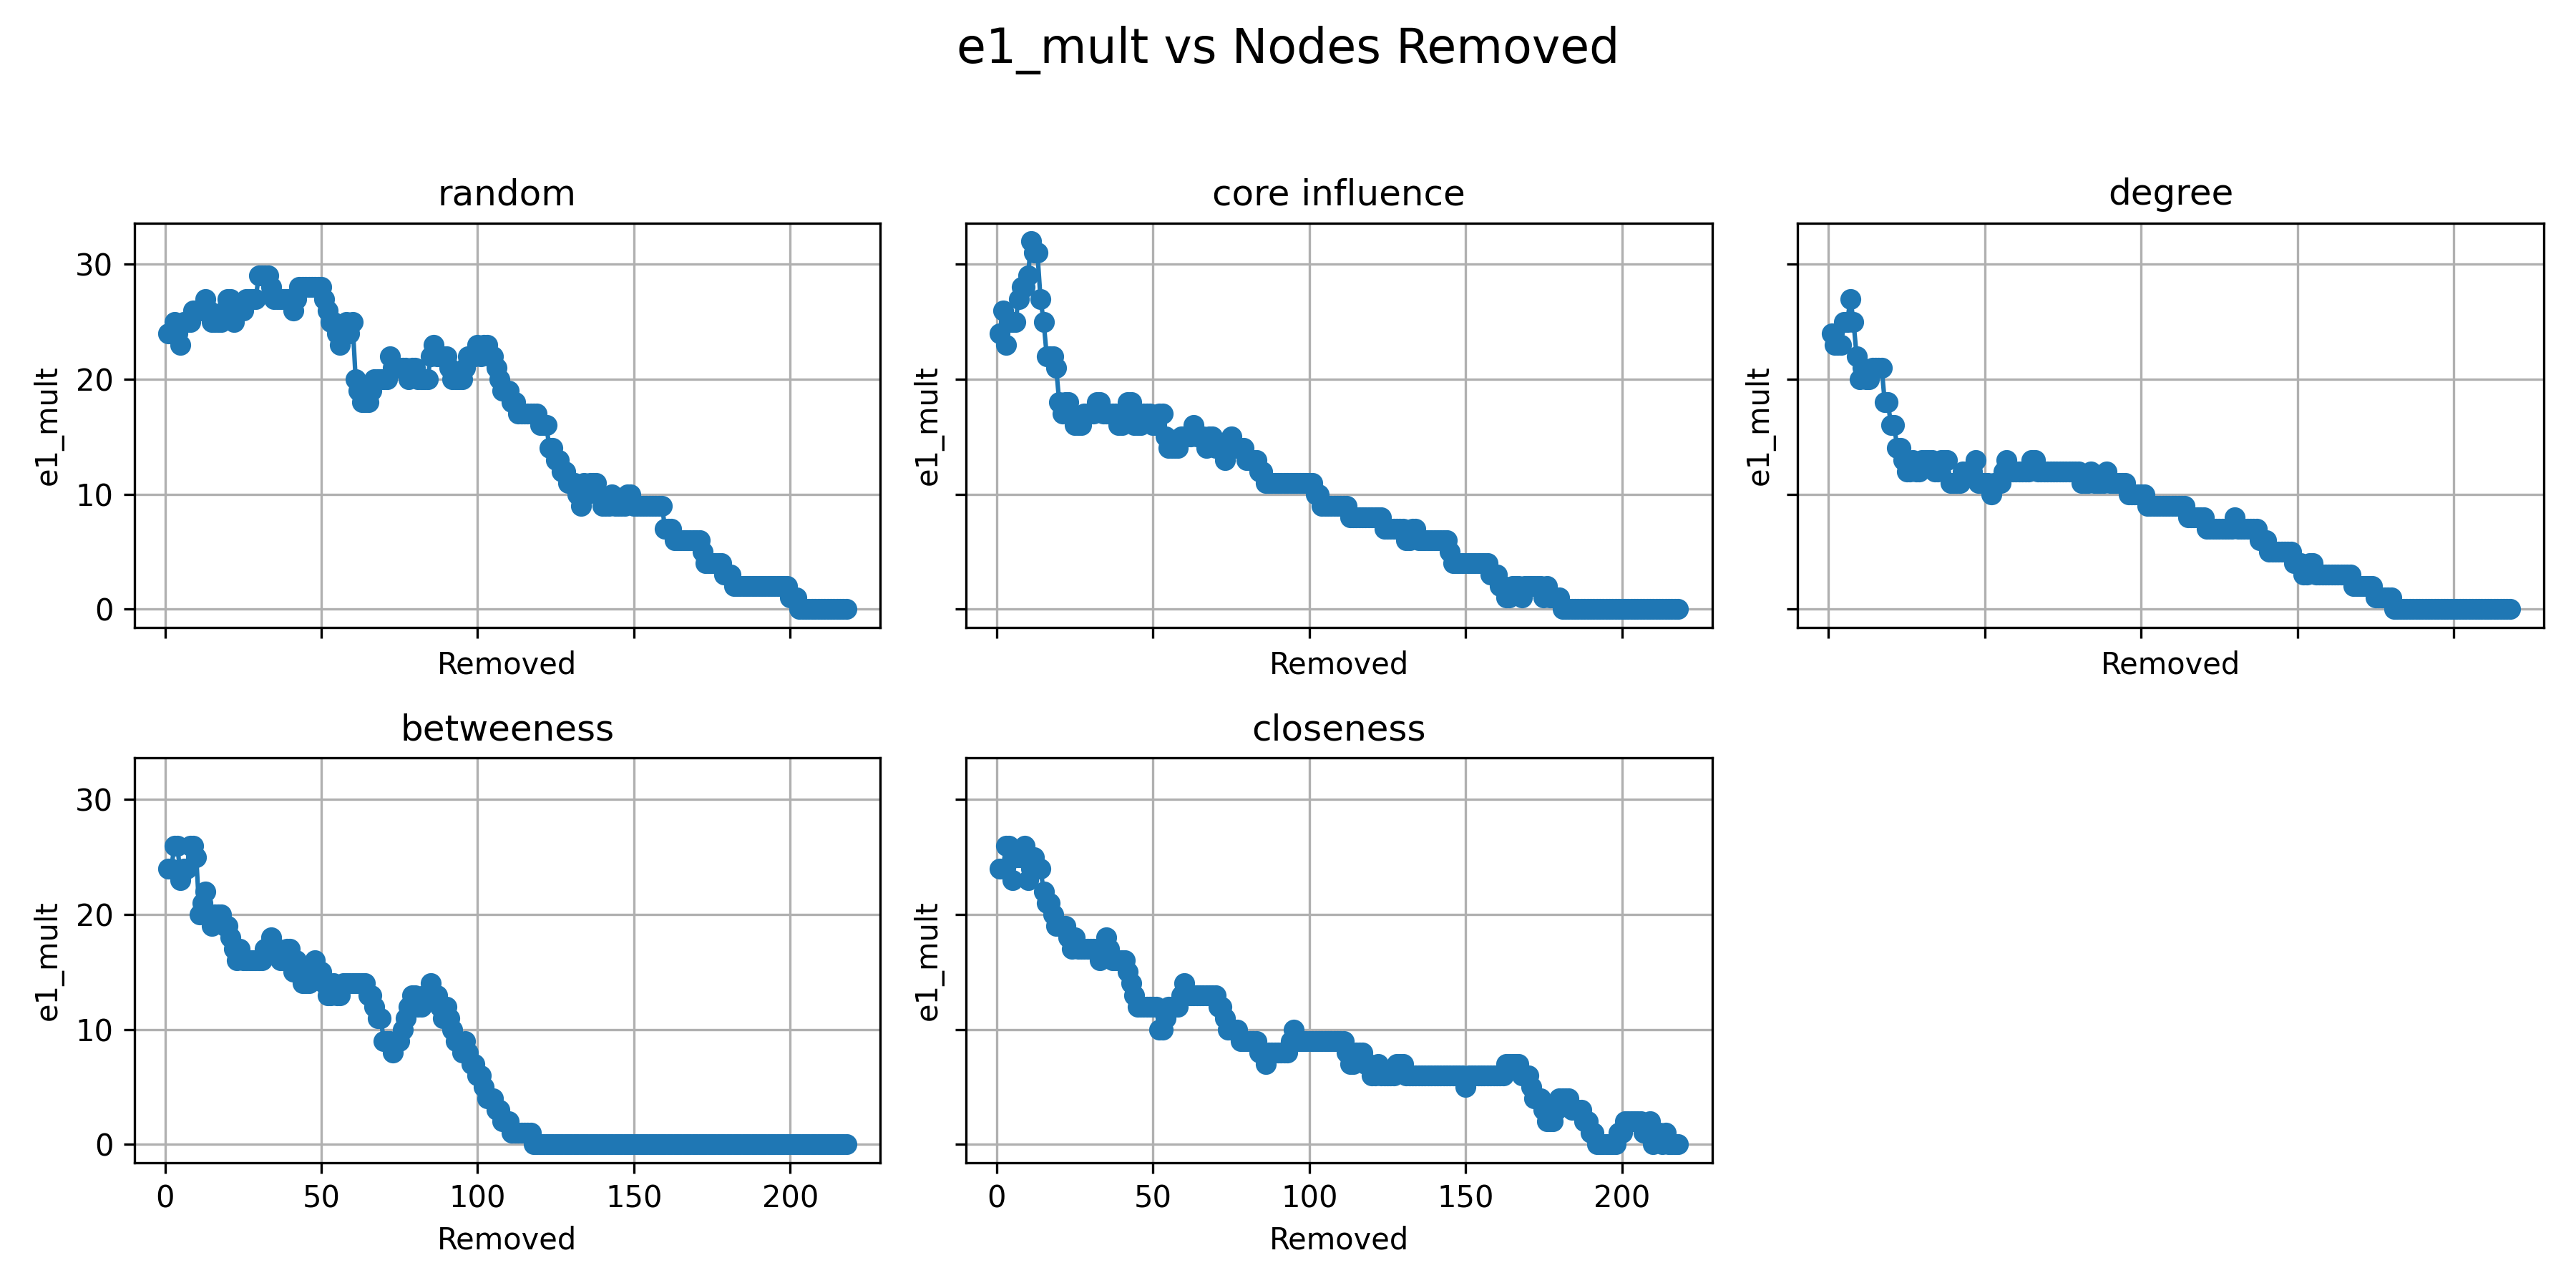 e1_mult vs Nodes Removed
random
core influence
degree
30
20
10
0
e1_mult
e1_mult
e1_mult
Removed
Removed
Removed
betweeness
closeness
30
20
10
0
e1_mult
e1_mult
0 50 100 150 200
0 50 100 150 200
Removed
Removed